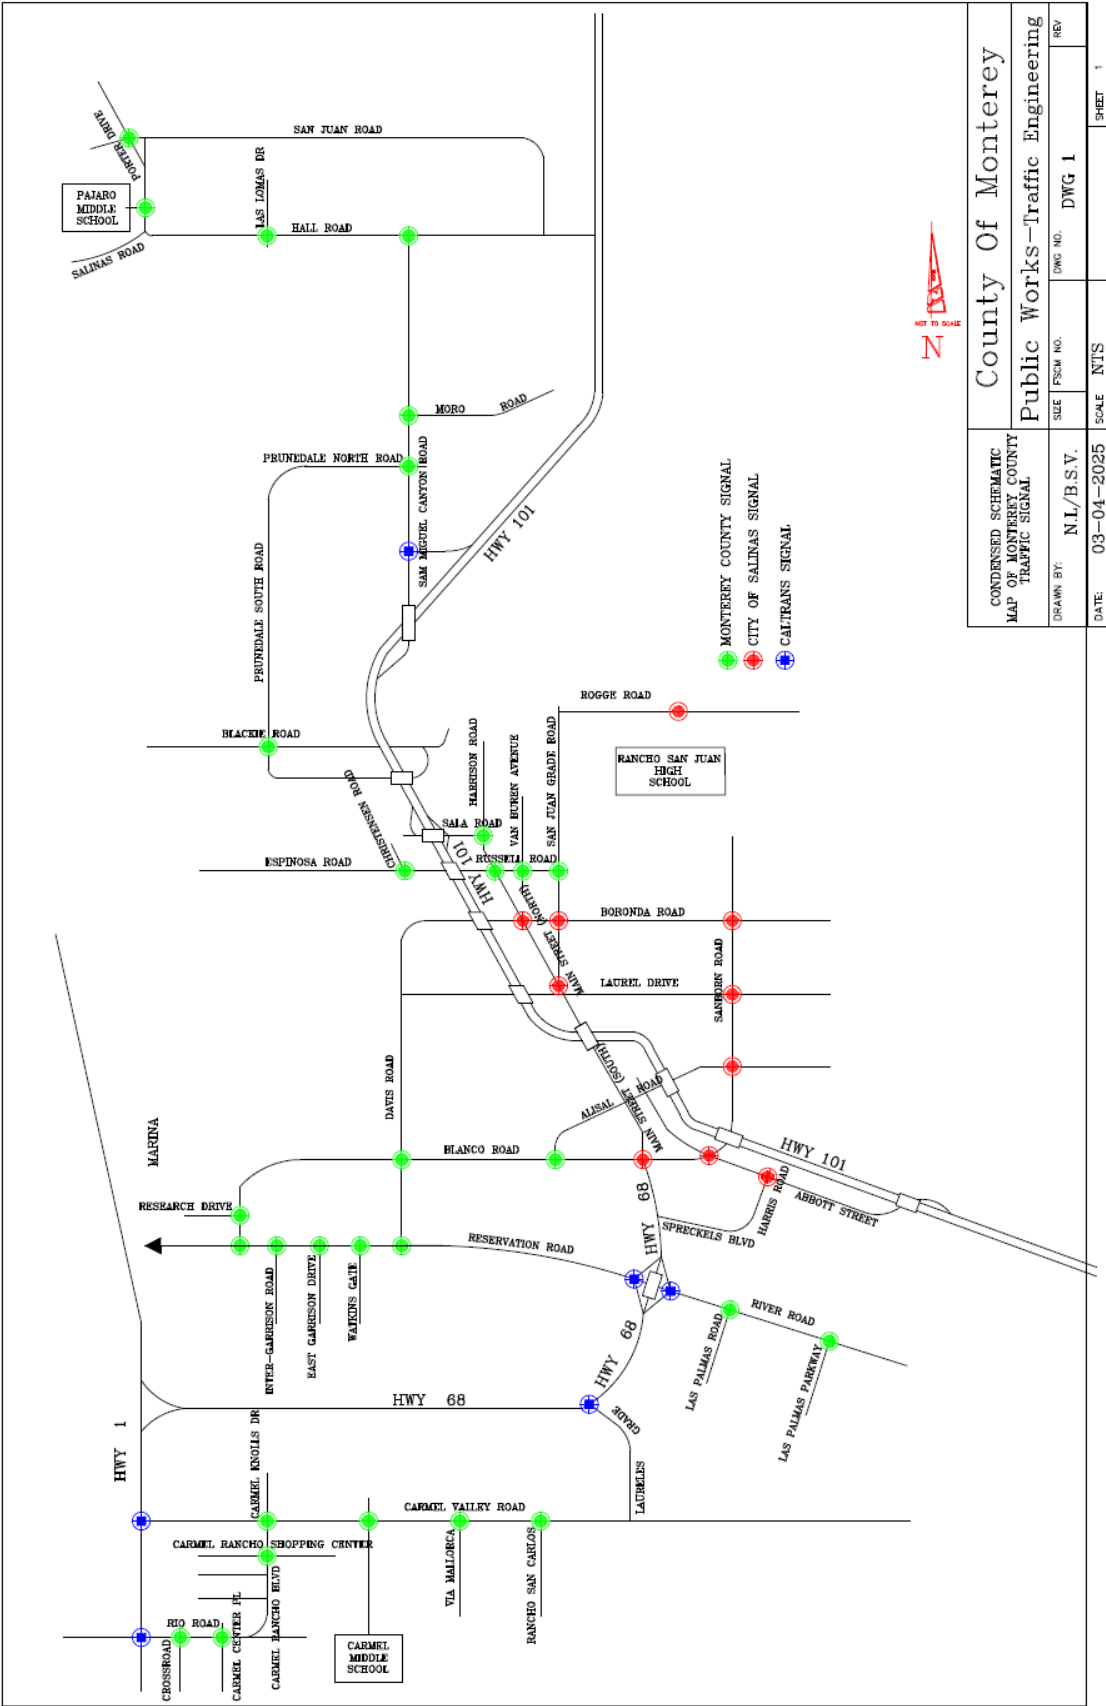 PORTER DRIVE
SAN JUAN ROAD
PAJARO
MIDDLE
SCHOOL
LAS LOMAS DR
HALL ROAD
SALINAS ROAD
NOT TO SCALE
N
MORO ROAD
PRUNEDALE NORTH ROAD
SAM MIGUEL CANYON ROAD
HWY 101
PRUNEDALE SOUTH ROAD
MONTEREY COUNTY SIGNAL
CITY OF SALINAS SIGNAL
CALTRANS SIGNAL
ROGGE ROAD
BLACKIE ROAD
HARRISON ROAD
VAN BUREN AVENUE
SAN JUAN GRADE ROAD
RANCHO SAN JUAN
HIGH
SCHOOL
CHRISTENSEN ROAD
SALA ROAD
HWY 101
ESPINOSA ROAD
RUSSELL ROAD
BORONDA ROAD
MAIN STREET (NORTH)
SANBORN ROAD
LAUREL DRIVE
DAVIS ROAD
MAIN STREET (SOUTH)
ALISAL ROAD
MARINA
BLANCO ROAD
HWY 101
HWY 68
HARRIS ROAD
ABBOTT STREET
RESEARCH DRIVE
SPRECKELS BLVD
RESERVATION ROAD
INTER-GARRISON ROAD
EAST GARRISON DRIVE
WATKINS GATE
RIVER ROAD
LAS PALMAS ROAD
LAS PALMAS PARKWAY
HWY 68
HWY 68
LAURELES GRADE
HWY 1
CARMEL KNOLLS DR
CARMEL VALLEY ROAD
CARMEL RANCHO SHOPPING CENTER
VIA MALLORCA
RANCHO SAN CARLOS
CARMEL RANCHO BLVD
RIO ROAD
CARMEL CENTER PL
CROSSROAD
CARMEL
MIDDLE
SCHOOL
CONDENSED SCHEMATIC
MAP OF MONTEREY COUNTY
TRAFFIC SIGNAL
County Of Monterey
Public Works-Traffic Engineering
DRAWN BY: N.L/B.S.V.
SIZE
FSCM NO.
DWG NO. DWG 1
REV
DATE: 03-04-2025
SCALE NTS
SHEET 1